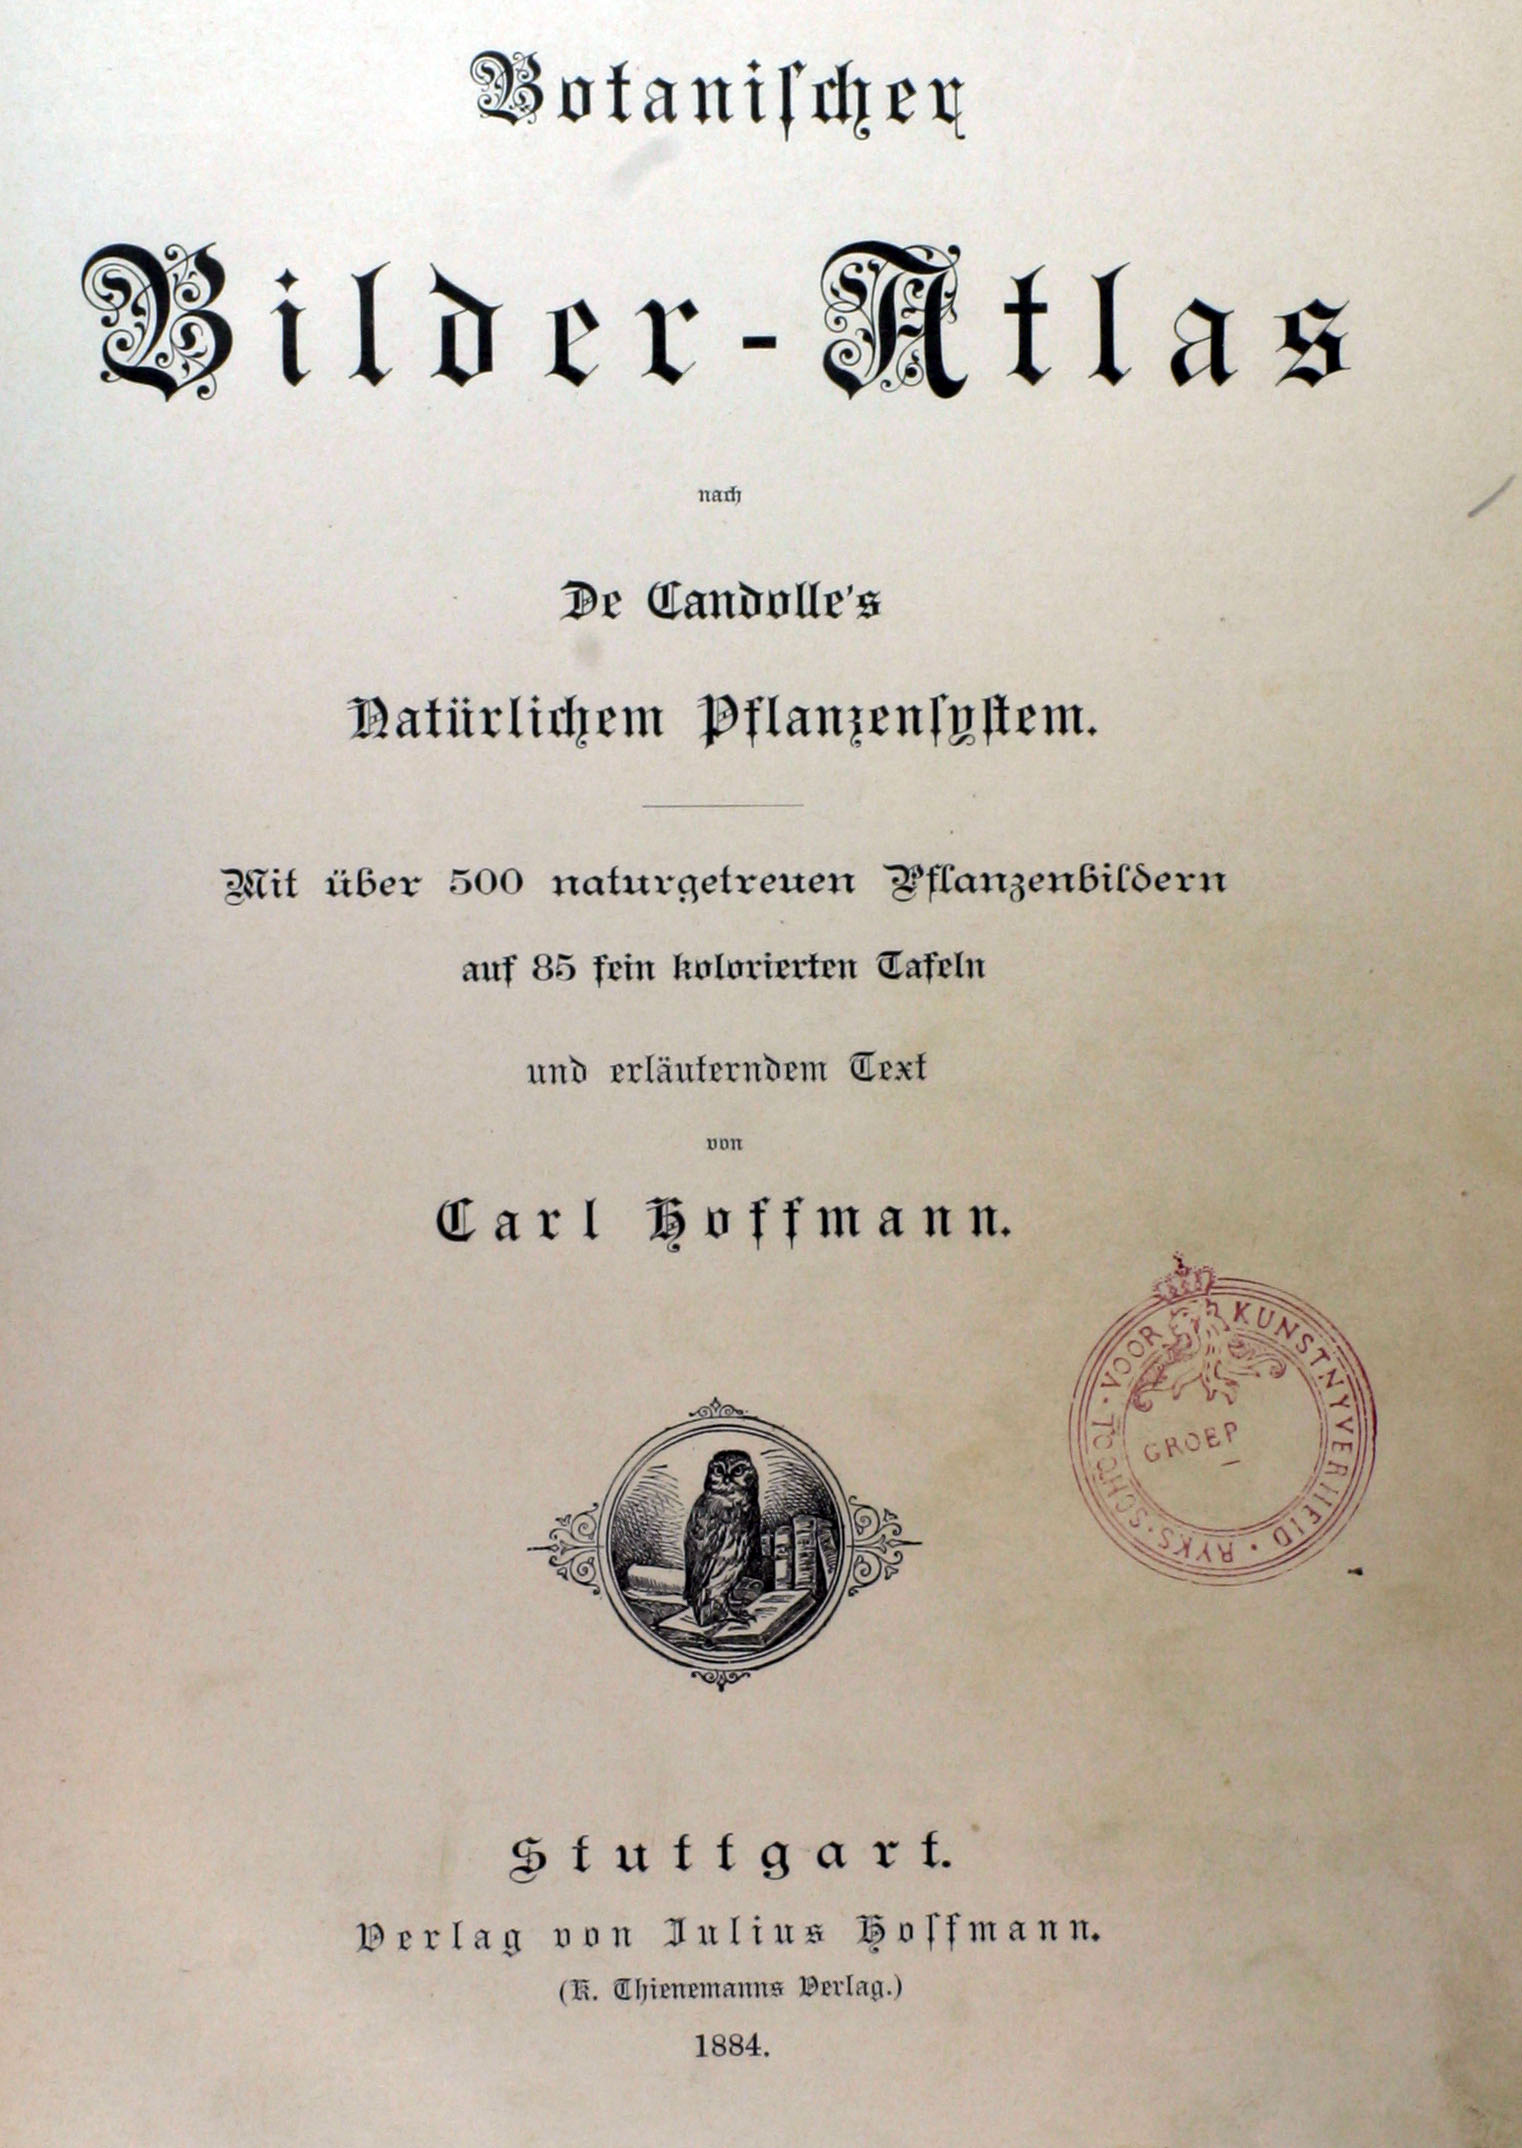 Botanischer
Bilder-Atlas
nach
De Candolle's
Natürlichem Pflanzensystem.
Mit über 500 naturgetreuen Pflanzenbildern
auf 85 fein kolorierten Tafeln
und erläuterndem Text
von
Carl Hoffmann.
RYKS·SCHOOL·VOOR KUNSTNYVERHEID·
GROEP
Stuttgart.
Verlag von Julius Hoffmann.
(K. Thienemanns Verlag.)
1884.